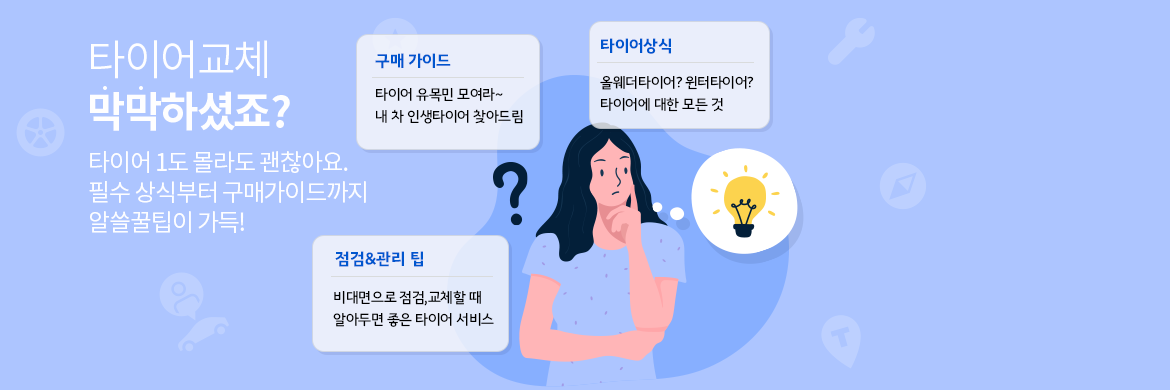 타이어교체
막막하셨죠?
타이어 1도 몰라도 괜찮아요.
필수 상식부터 구매가이드까지
알쓸꿀팁이 가득!
구매 가이드
타이어 유목민 모여라~
내 차 인생타이어 찾아드림
타이어상식
올웨더타이어? 윈터타이어?
타이어에 대한 모든 것
점검&관리 팁
비대면으로 점검,교체할 때
알아두면 좋은 타이어 서비스